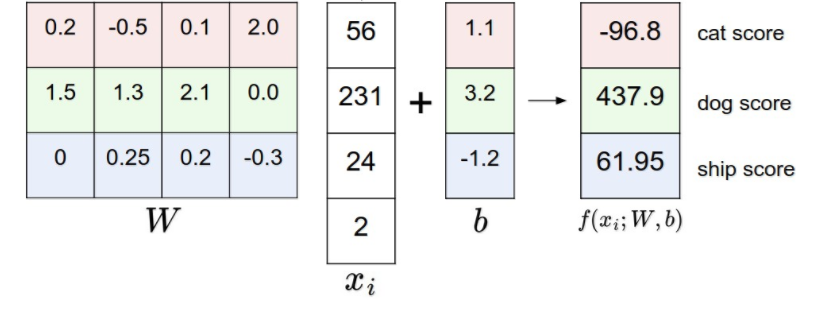 0.2 -0.5 0.1 2.0 56 1.1 -96.8 cat score
1.5 1.3 2.1 0.0 231 + 3.2 → 437.9 dog score
0 0.25 0.2 -0.3 24 -1.2 61.95 ship score
W 2 b f(x_i; W, b)
x_i